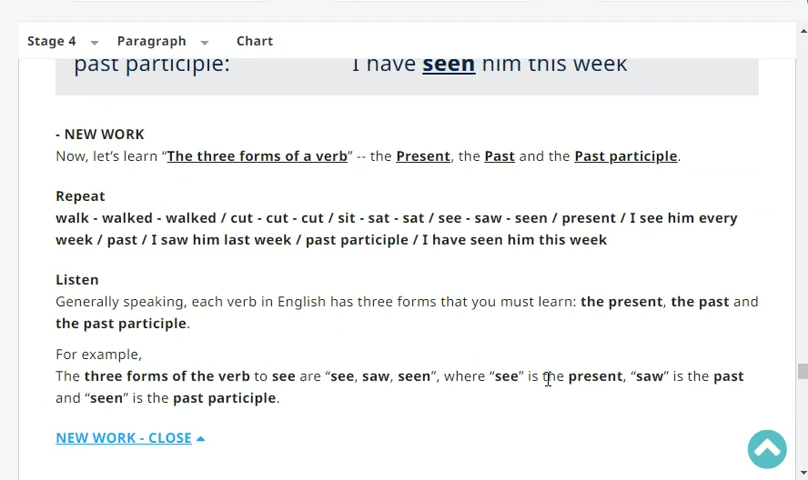 Stage 4 Paragraph Chart
past participle: I have seen him this week
- NEW WORK
Now, let's learn “The three forms of a verb” -- the Present, the Past and the Past participle.
Repeat
walk - walked - walked / cut - cut - cut / sit - sat - sat / see - saw - seen / present / I see him every
week / past / I saw him last week / past participle / I have seen him this week
Listen
Generally speaking, each verb in English has three forms that you must learn: the present, the past and
the past participle.
For example,
The three forms of the verb to see are “see, saw, seen”, where “see” is the present, “saw” is the past
and “seen” is the past participle.
NEW WORK - CLOSE